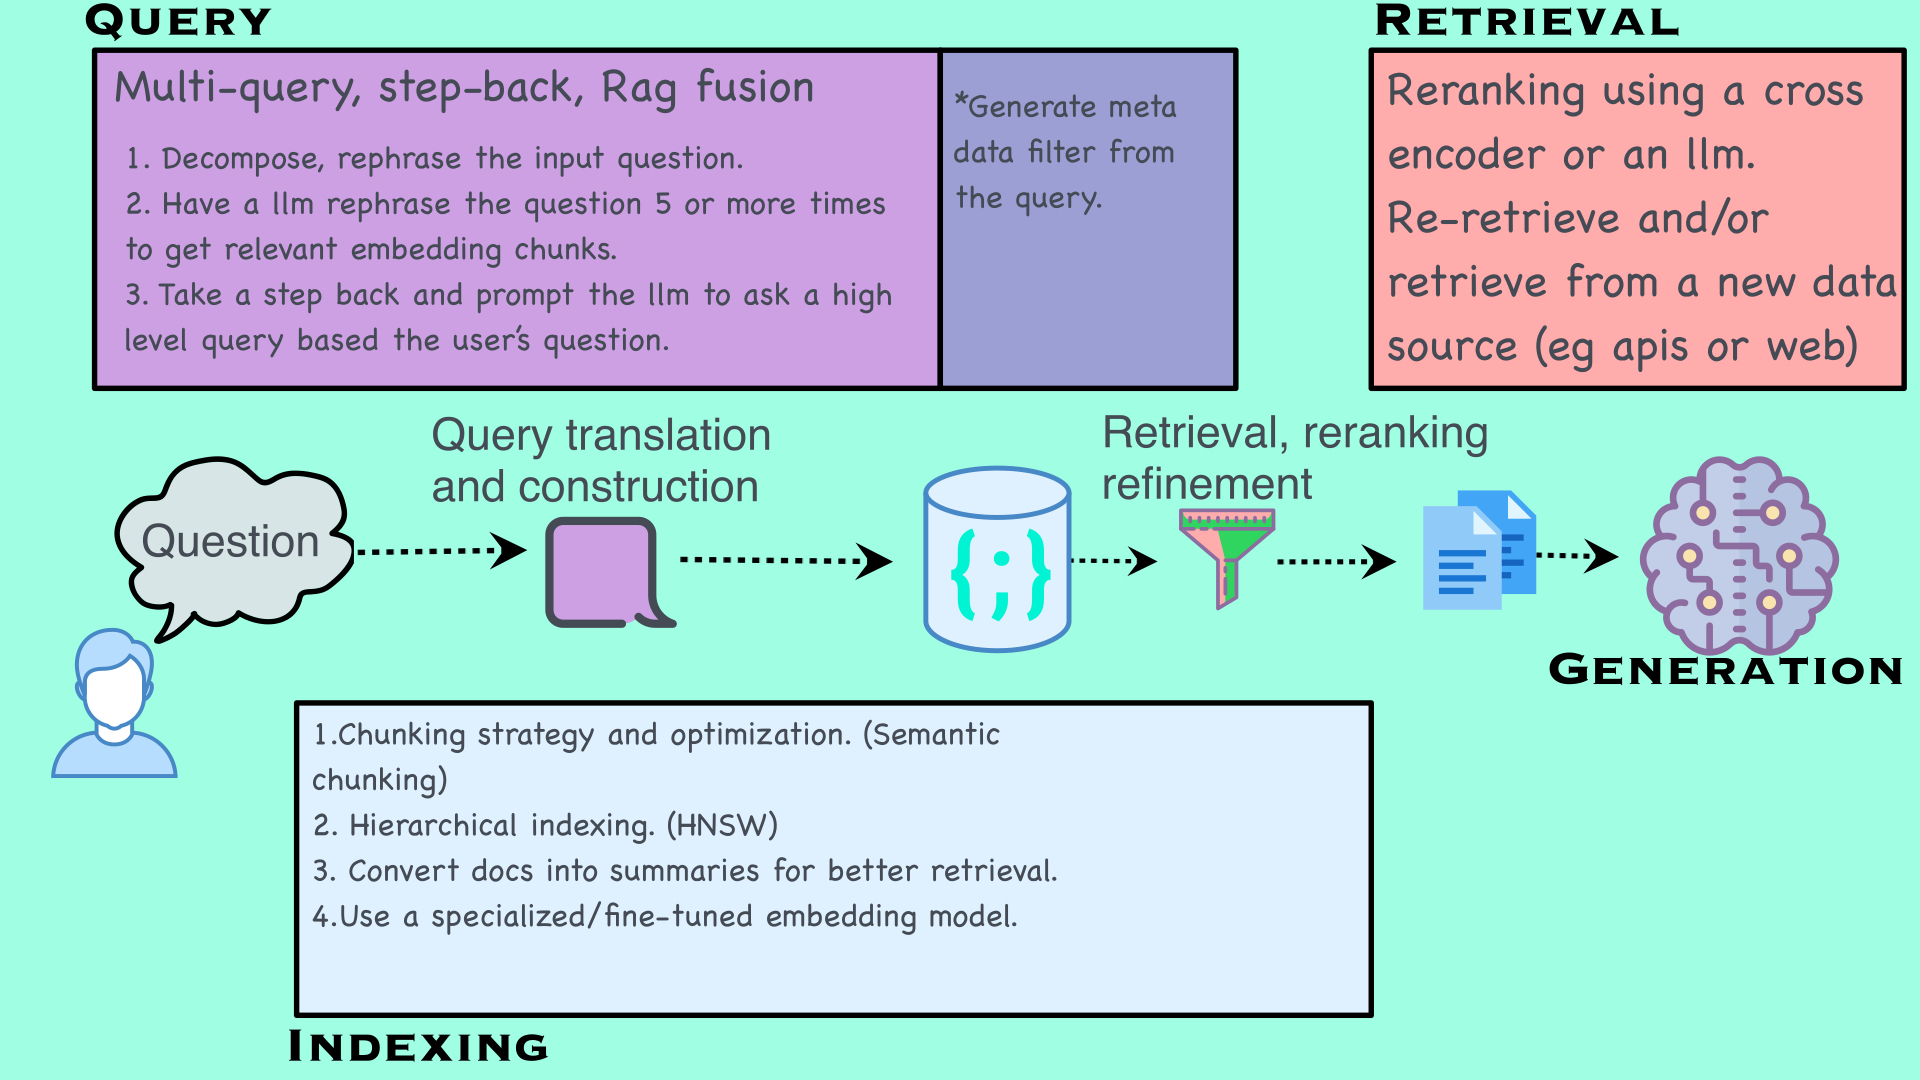 QUERY
Multi-query, step-back, Rag fusion
1. Decompose, rephrase the input question.
2. Have a llm rephrase the question 5 or more times
to get relevant embedding chunks.
3. Take a step back and prompt the llm to ask a high
level query based the user's question.
*Generate meta
data filter from
the query.
RETRIEVAL
Reranking using a cross
encoder or an llm.
Re-retrieve and/or
retrieve from a new data
source (eg apis or web)
Question
Query translation
and construction
{;}
Retrieval, reranking
refinement
GENERATION
1.Chunking strategy and optimization. (Semantic
chunking)
2. Hierarchical indexing. (HNSW)
3. Convert docs into summaries for better retrieval.
4.Use a specialized/fine-tuned embedding model.
INDEXING